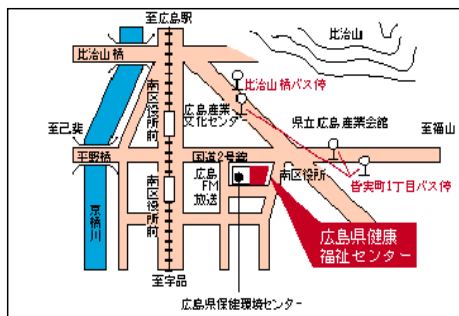 至広島駅
比治山橋
比治山
比治山橋バス停
南区役所前
広島産業
文化センター
県立広島産業会館
至己斐
至福山
平野橋
国道2号線
広島
FM
放送
南区役所
皆実町1丁目バス停
京橋川
南区役所前
広島県健康
福祉センター
至宇品
広島県保健環境センター